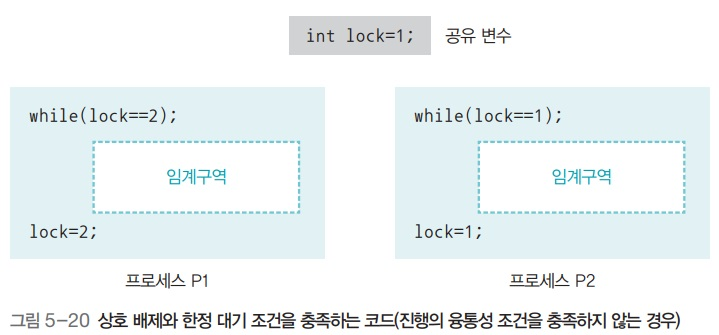 int lock=1; 공유 변수
while(lock==2); while(lock==1);
임계구역 임계구역
lock=2; lock=1;
프로세스 P1 프로세스 P2
그림 5-20 상호 배제와 한정 대기 조건을 충족하는 코드(진행의 융통성 조건을 충족하지 않는 경우)